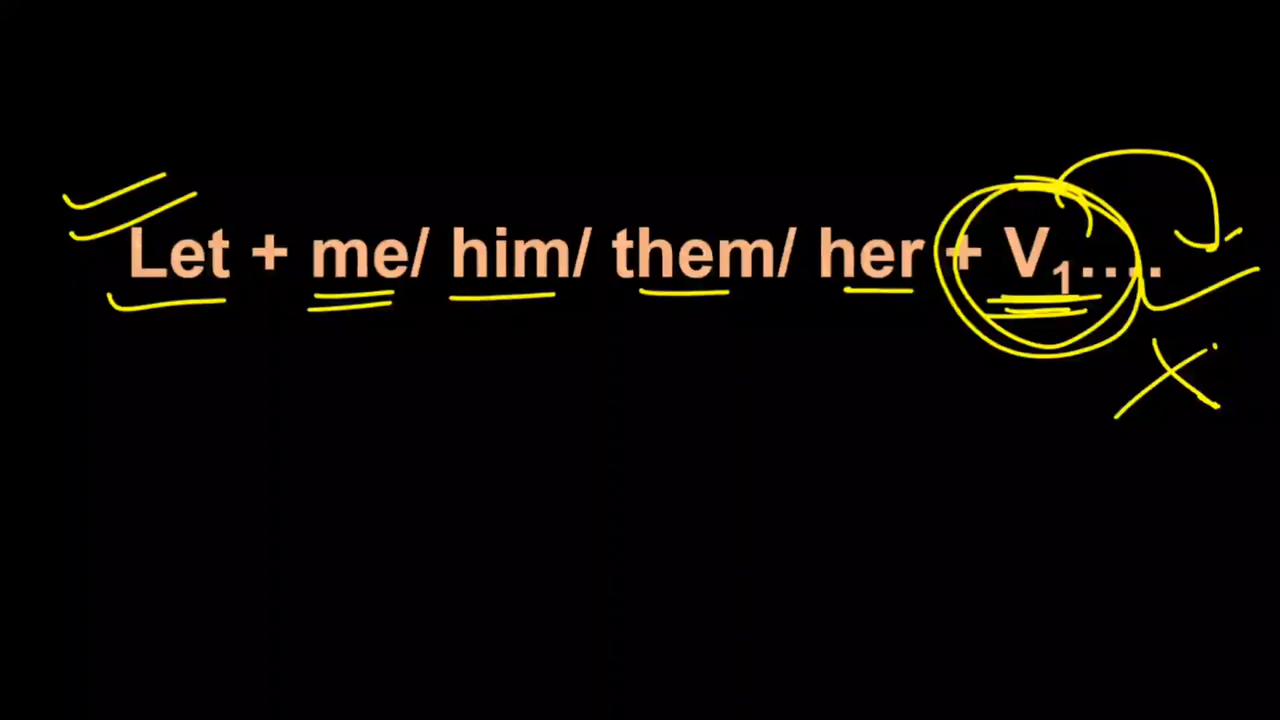 Let + me/ him/ them/ her + V₁....